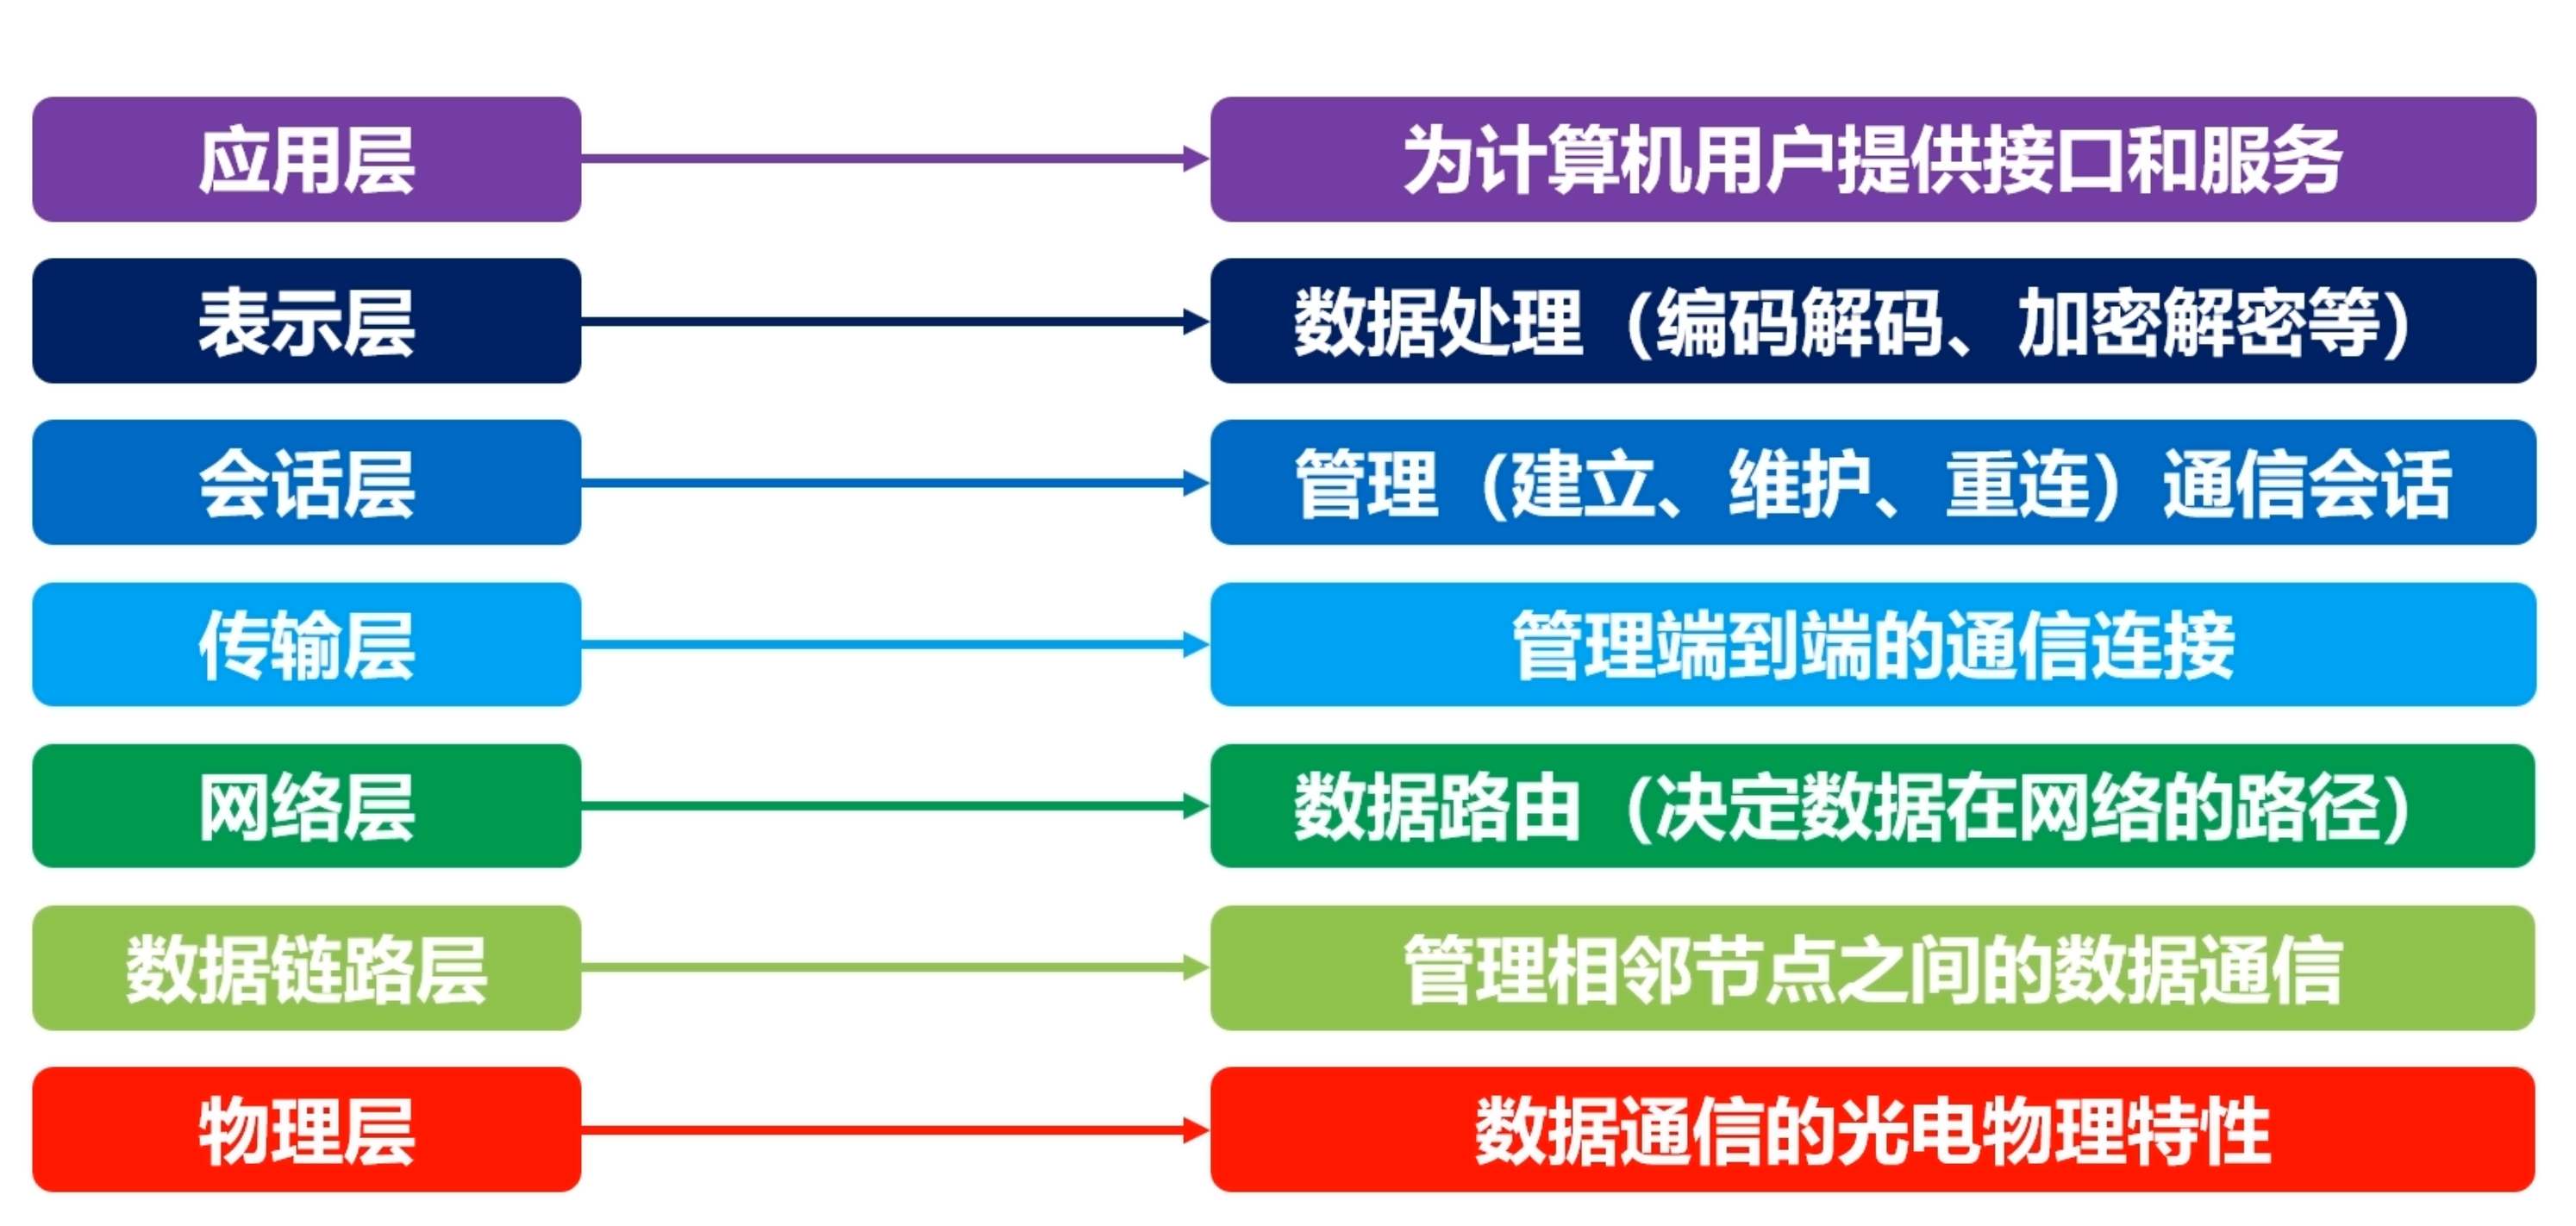 应用层
为计算机用户提供接口和服务
表示层
数据处理（编码解码、加密解密等）
会话层
管理（建立、维护、重连）通信会话
传输层
管理端到端的通信连接
网络层
数据路由（决定数据在网络的路径）
数据链路层
管理相邻节点之间的数据通信
物理层
数据通信的光电物理特性